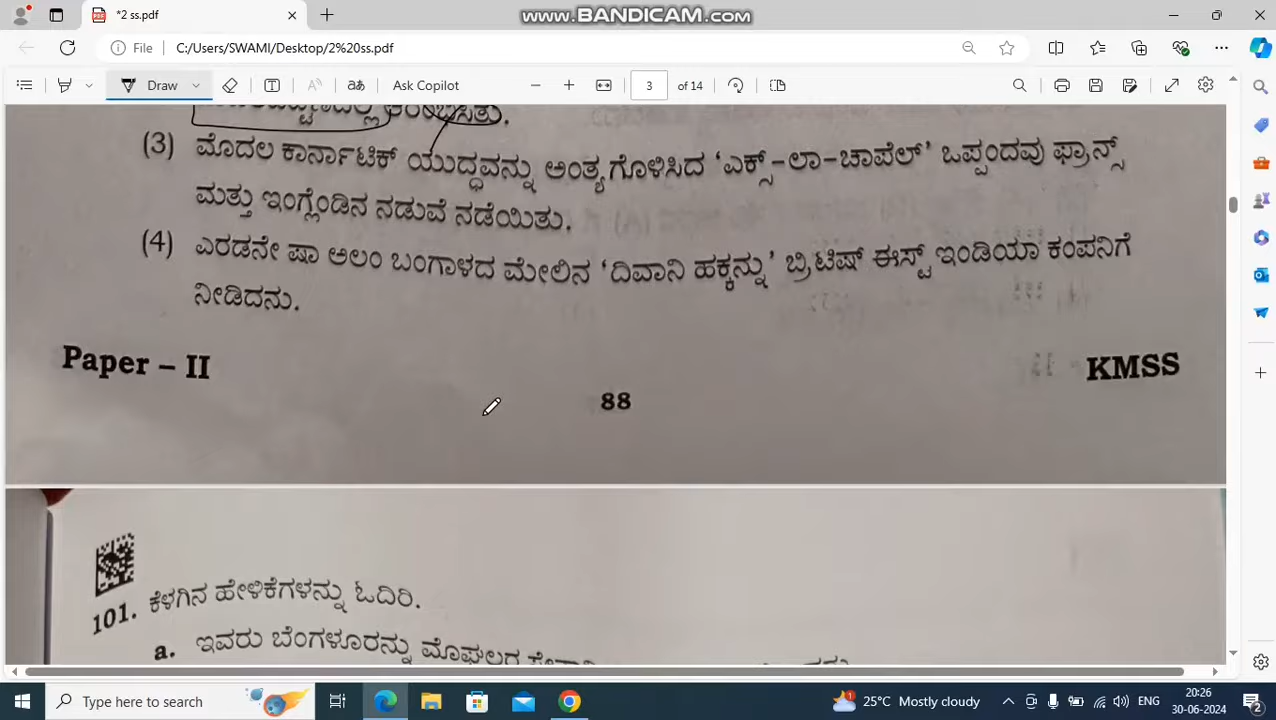 www.BANDICAM.com
*2 ss.pdf
File C:/Users/SWAMI/Desktop/2%20ss.pdf
Draw Ask Copilot 3 of 14
(3) ಮೊದಲ ಕಾರ್ನಾಟಿಕ್ ಯುದ್ಧವನ್ನು ಅಂತ್ಯಗೊಳಿಸಿದ ‘ಎಕ್ಸ್-ಲಾ-ಚಾಪೆಲ್’ ಒಪ್ಪಂದವು ಫ್ರಾನ್ಸ್
ಮತ್ತು ಇಂಗ್ಲೆಂಡಿನ ನಡುವೆ ನಡೆಯಿತು.
(4) ಎರಡನೇ ಷಾ ಅಲಂ ಬಂಗಾಳದ ಮೇಲಿನ ‘ದಿವಾನಿ ಹಕ್ಕನ್ನು’ ಬ್ರಿಟಿಷ್ ಈಸ್ಟ್ ಇಂಡಿಯಾ ಕಂಪನಿಗೆ
ನೀಡಿದನು.
Paper – II
88
KMSS
101. ಕೆಳಗಿನ ಹೇಳಿಕೆಗಳನ್ನು ಓದಿರಿ.
a. ಇವರು ಬೆಂಗಳೂರನ್ನು ಮೊಘಲರ
Type here to search
25°C Mostly cloudy
ENG
20:26
30-06-2024
2